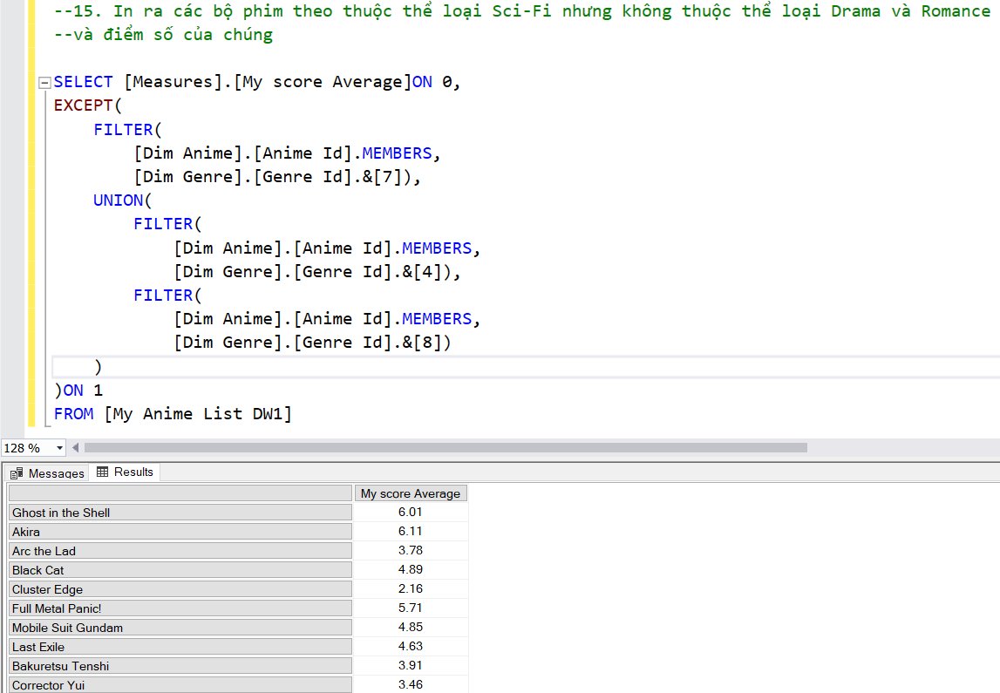 --15. In ra các bộ phim theo thuộc thể loại Sci-Fi nhưng không thuộc thể loại Drama và Romance
--và điểm số của chúng
SELECT [Measures].[My score Average]ON 0,
EXCEPT(
FILTER(
[Dim Anime].[Anime Id].MEMBERS,
[Dim Genre].[Genre Id].&[7]),
UNION(
FILTER(
[Dim Anime].[Anime Id].MEMBERS,
[Dim Genre].[Genre Id].&[4]),
FILTER(
[Dim Anime].[Anime Id].MEMBERS,
[Dim Genre].[Genre Id].&[8])
)
)ON 1
FROM [My Anime List DW1]
128 %
Messages Results
My score Average
Ghost in the Shell 6.01
Akira 6.11
Arc the Lad 3.78
Black Cat 4.89
Cluster Edge 2.16
Full Metal Panic! 5.71
Mobile Suit Gundam 4.85
Last Exile 4.63
Bakuretsu Tenshi 3.91
Corrector Yui 3.46